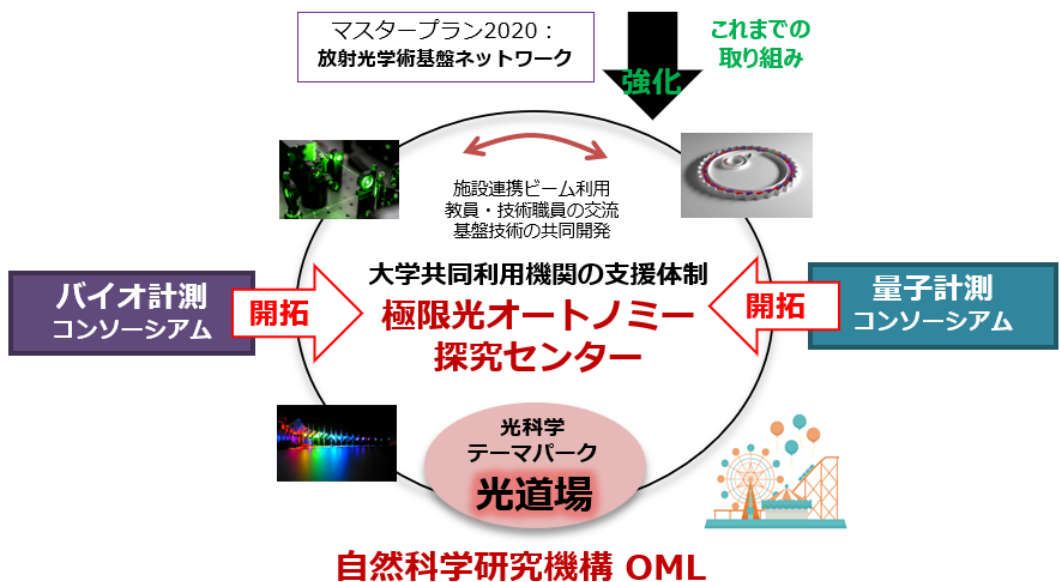 マスタープラン2020：
放射光学術基盤ネットワーク
これまでの
取り組み
強化
施設連携ビーム利用
教員・技術職員の交流
基盤技術の共同開発
大学共同利用機関の支援体制
極限光オートノミー
探究センター
バイオ計測
コンソーシアム
開拓
開拓
量子計測
コンソーシアム
光科学
テーマパーク
光道場
自然科学研究機構 OML